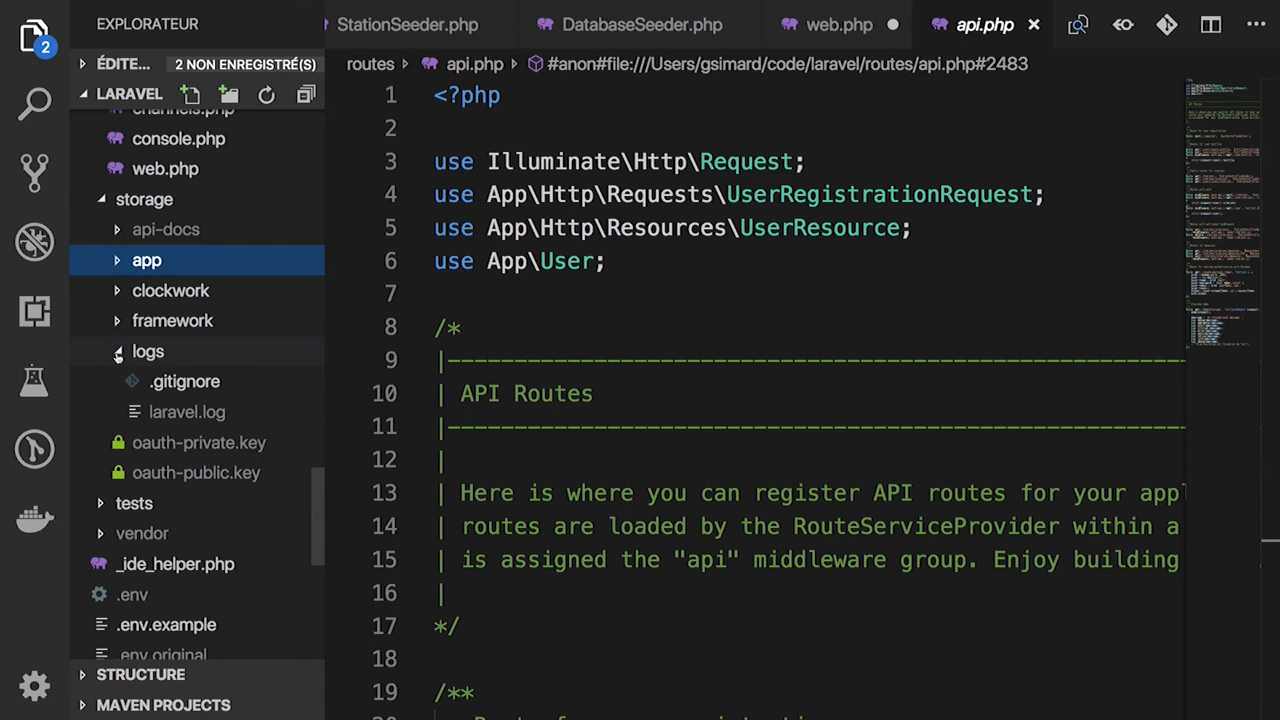 EXPLORATEUR
StationSeeder.php
DatabaseSeeder.php
web.php
api.php
2
ÉDITE...
2 NON ENREGISTRÉ(S)
routes
api.php
#anon#file:///Users/gsimard/code/laravel/routes/api.php#2483
LARAVEL
channels.php
console.php
web.php
storage
api-docs
app
clockwork
framework
logs
.gitignore
laravel.log
oauth-private.key
oauth-public.key
tests
vendor
_ide_helper.php
.env
.env.example
.env.original
STRUCTURE
MAVEN PROJECTS
1 <?php
2
3 use Illuminate\Http\Request;
4 use App\Http\Requests\UserRegistrationRequest;
5 use App\Http\Resources\UserResource;
6 use App\User;
7
8 /*
9 |--------------------------------------------------------
10 | API Routes
11 |--------------------------------------------------------
12 |
13 | Here is where you can register API routes for your appl
14 | routes are loaded by the RouteServiceProvider within a
15 | is assigned the "api" middleware group. Enjoy building
16 |
17 */
18
19 /**